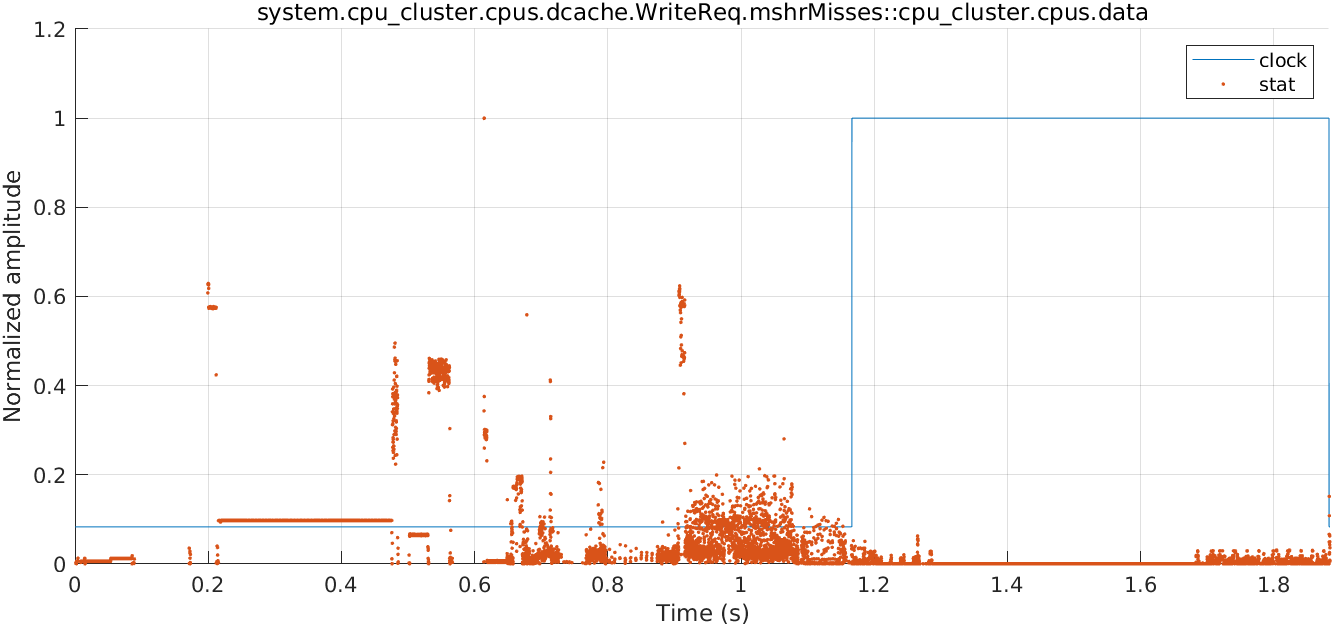 system.cpu_cluster.cpus.dcache.WriteReq.mshrMisses::cpu_cluster.cpus.data
1.2
1
0.8
0.6
0.4
0.2
0
Normalized amplitude
clock
stat
0 0.2 0.4 0.6 0.8 1 1.2 1.4 1.6 1.8
Time (s)